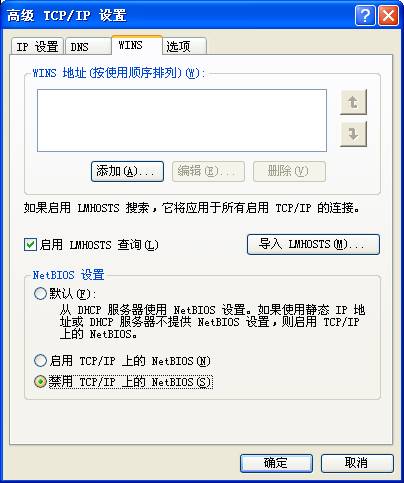 高级 TCP/IP 设置
IP 设置 DNS WINS 选项
WINS 地址(按使用顺序排列)(W):
添加(A)... 编辑(E)... 删除(V)
如果启用 LMHOSTS 搜索，它将应用于所有启用 TCP/IP 的连接。
启用 LMHOSTS 查询(L) 导入 LMHOSTS(M)...
NetBIOS 设置
默认(F):
从 DHCP 服务器使用 NetBIOS 设置。如果使用静态 IP 地
址或 DHCP 服务器不提供 NetBIOS 设置，则启用 TCP/IP
上的 NetBIOS。
启用 TCP/IP 上的 NetBIOS(N)
禁用 TCP/IP 上的 NetBIOS(S)
确定 取消